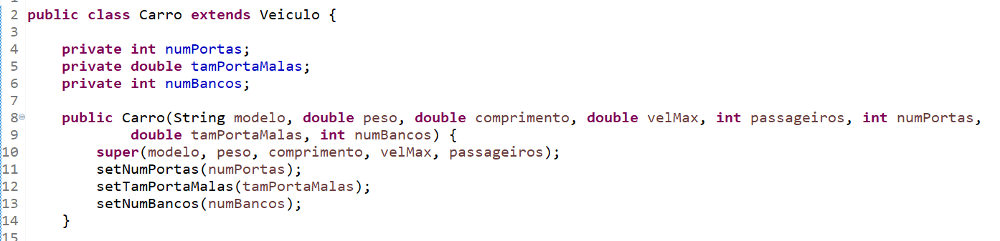 2 public class Carro extends Veiculo {
3
4     private int numPortas;
5     private double tamPortaMalas;
6     private int numBancos;
7
8     public Carro(String modelo, double peso, double comprimento, double velMax, int passageiros, int numPortas,
9             double tamPortaMalas, int numBancos) {
10         super(modelo, peso, comprimento, velMax, passageiros);
11         setNumPortas(numPortas);
12         setTamPortaMalas(tamPortaMalas);
13         setNumBancos(numBancos);
14     }
15